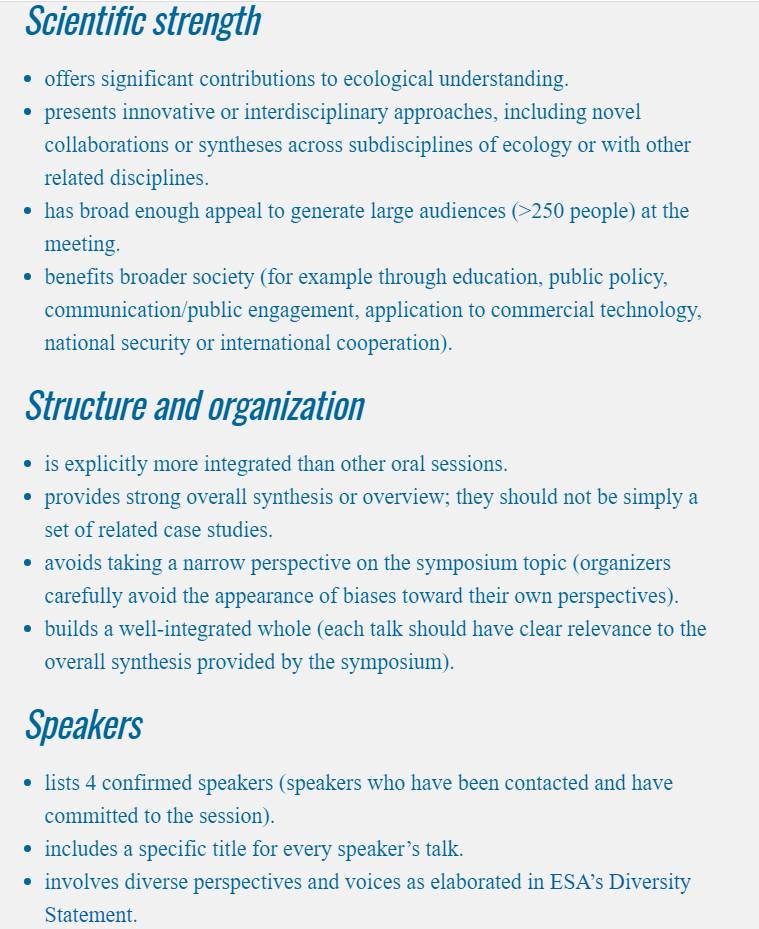 Scientific strength
• offers significant contributions to ecological understanding.
• presents innovative or interdisciplinary approaches, including novel
collaborations or syntheses across subdisciplines of ecology or with other
related disciplines.
• has broad enough appeal to generate large audiences (>250 people) at the
meeting.
• benefits broader society (for example through education, public policy,
communication/public engagement, application to commercial technology,
national security or international cooperation).
Structure and organization
• is explicitly more integrated than other oral sessions.
• provides strong overall synthesis or overview; they should not be simply a
set of related case studies.
• avoids taking a narrow perspective on the symposium topic (organizers
carefully avoid the appearance of biases toward their own perspectives).
• builds a well-integrated whole (each talk should have clear relevance to the
overall synthesis provided by the symposium).
Speakers
• lists 4 confirmed speakers (speakers who have been contacted and have
committed to the session).
• includes a specific title for every speaker’s talk.
• involves diverse perspectives and voices as elaborated in ESA’s Diversity
Statement.